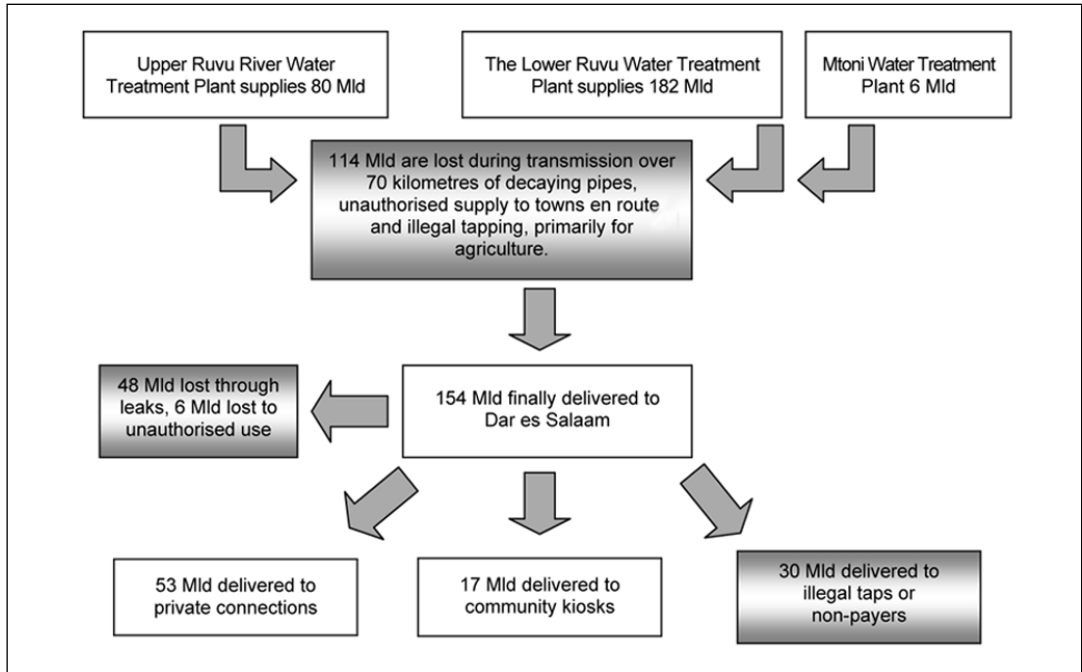 Upper Ruvu River Water
Treatment Plant supplies 80 Mld
The Lower Ruvu Water Treatment
Plant supplies 182 Mld
Mtoni Water Treatment
Plant 6 Mld
114 Mld are lost during transmission over
70 kilometres of decaying pipes,
unauthorised supply to towns en route
and illegal tapping, primarily for
agriculture.
48 Mld lost through
leaks, 6 Mld lost to
unauthorised use
154 Mld finally delivered to
Dar es Salaam
53 Mld delivered to
private connections
17 Mld delivered to
community kiosks
30 Mld delivered to
illegal taps or
non-payers